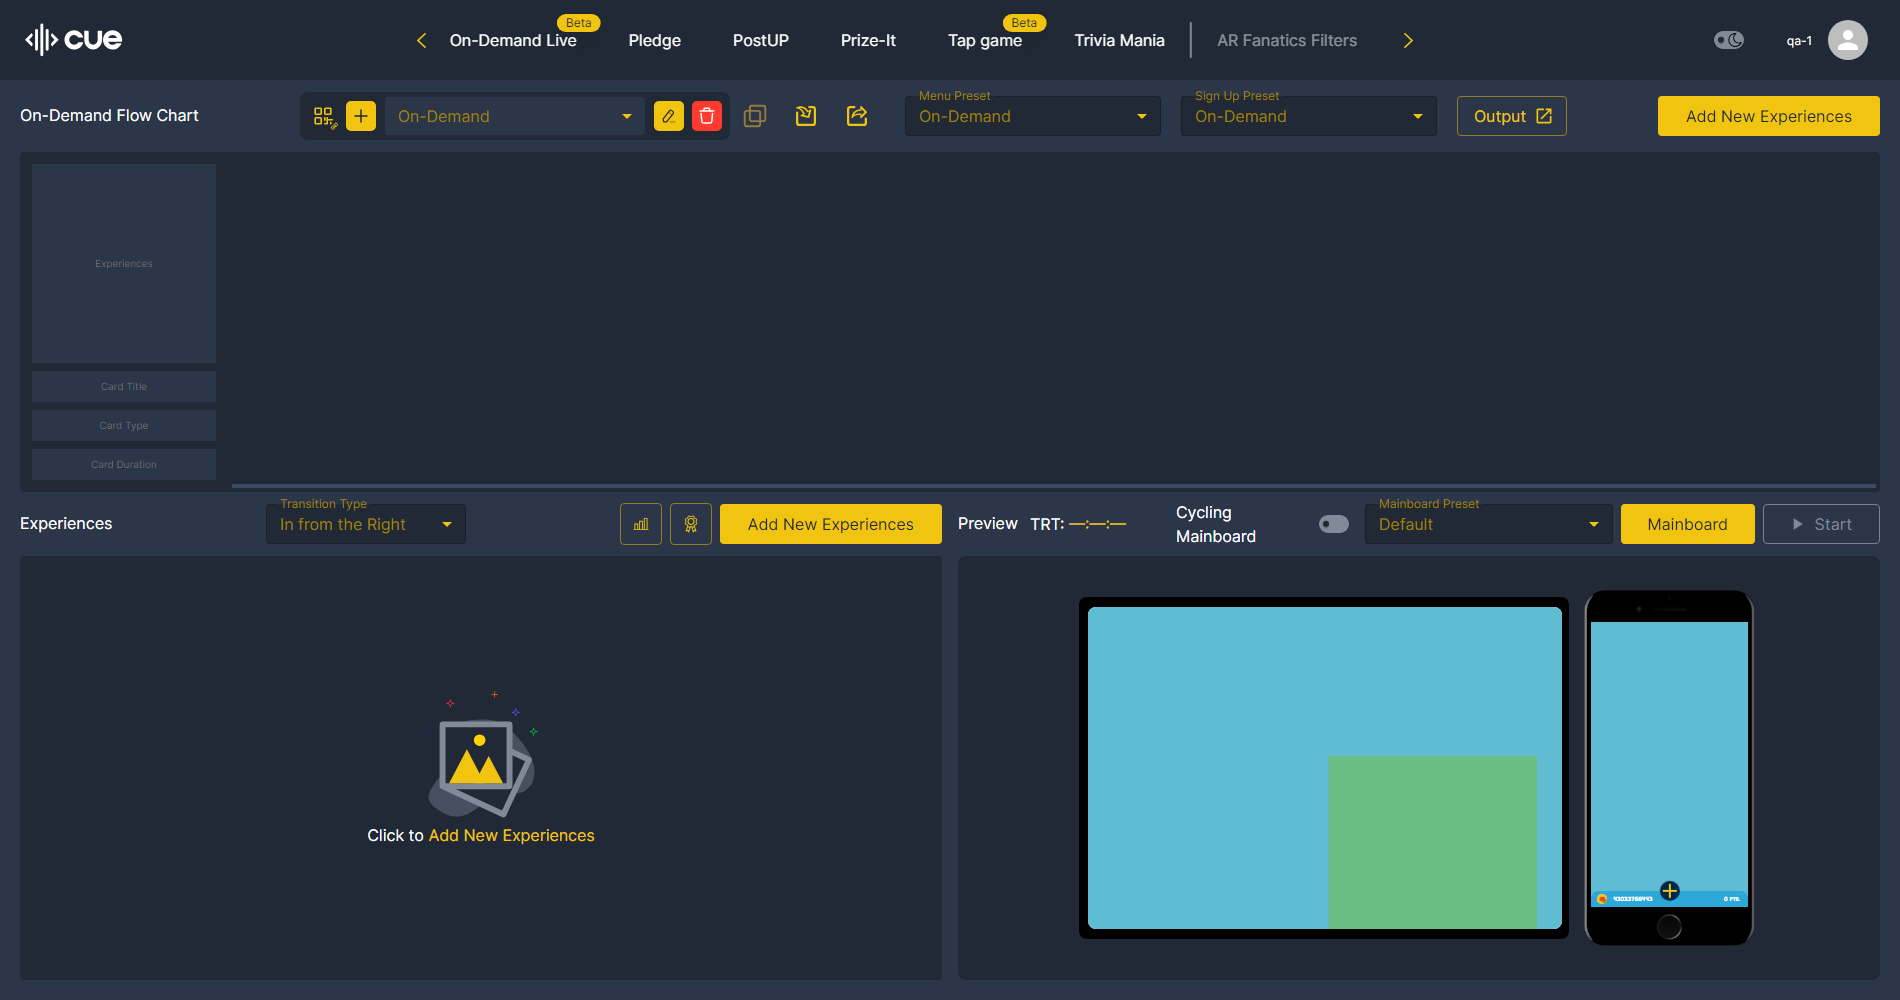 cue
Beta
Beta
On-Demand Live
Pledge
PostUP
Prize-It
Tap game
Trivia Mania
AR Fanatics Filters
qa-1
On-Demand Flow Chart
On-Demand
Menu Preset
On-Demand
Sign Up Preset
On-Demand
Output
Add New Experiences
Experiences
Card Title
Card Type
Card Duration
Experiences
Transition Type
In from the Right
Add New Experiences
Preview
TRT: —:—:—
Cycling
Mainboard
Mainboard Preset
Default
Mainboard
Start
Click to Add New Experiences
0 PTS.